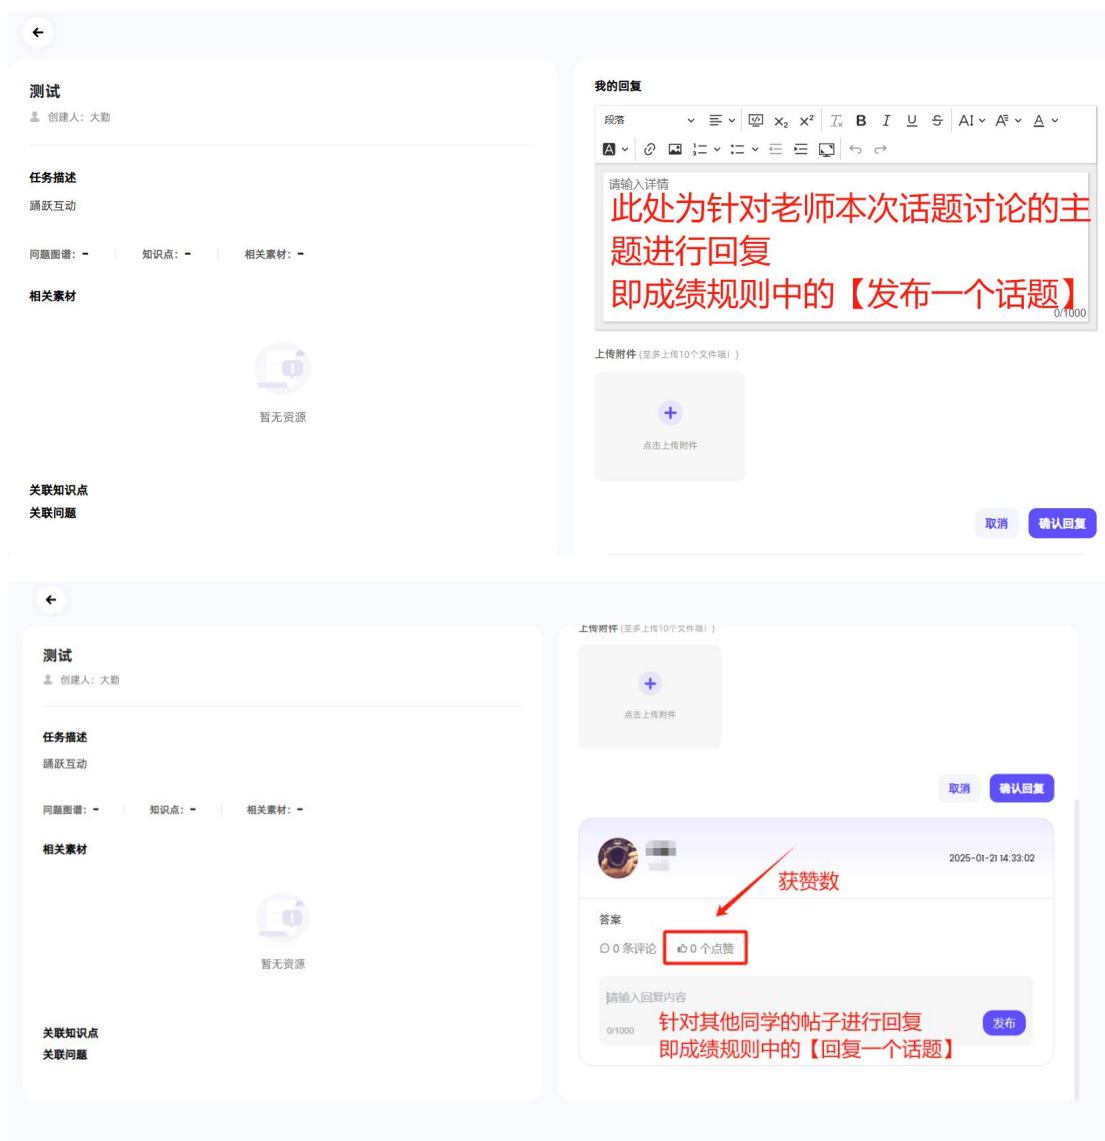 测试
创建人：大勤
任务描述
踊跃互动
问题图谱：-
知识点：-
相关素材：-
相关素材
暂无资源
关联知识点
关联问题
我的回复
段落
请输入详情
此处为针对老师本次话题讨论的主
题进行回复
即成绩规则中的【发布一个话题】
0/1000
上传附件 (至多上传10个文件哦！)
点击上传附件
取消
确认回复
测试
创建人：大勤
任务描述
踊跃互动
问题图谱：-
知识点：-
相关素材：-
相关素材
暂无资源
关联知识点
关联问题
上传附件 (至多上传10个文件哦！)
点击上传附件
取消
确认回复
2025-01-21 14:33:02
获赞数
答案
0 条评论
0 个点赞
请输入回复内容
针对其他同学的帖子进行回复
0/1000
发布
即成绩规则中的【回复一个话题】